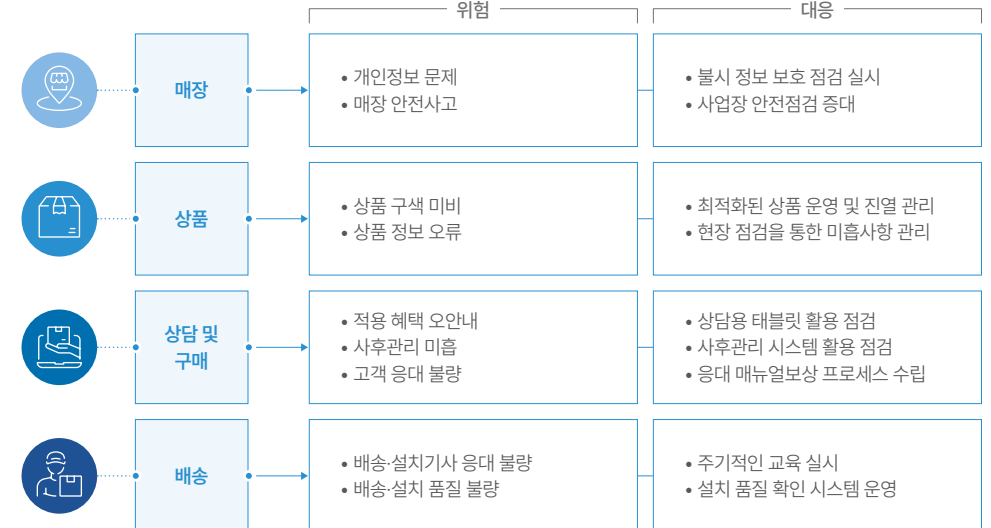 위험
대응
매장
• 개인정보 문제
• 매장 안전사고
• 불시 정보 보호 점검 실시
• 사업장 안전점검 증대
상품
• 상품 구색 미비
• 상품 정보 오류
• 최적화된 상품 운영 및 진열 관리
• 현장 점검을 통한 미흡사항 관리
상담 및
구매
• 적용 혜택 오안내
• 사후관리 미흡
• 고객 응대 불량
• 상담용 태블릿 활용 점검
• 사후관리 시스템 활용 점검
• 응대 매뉴얼보상 프로세스 수립
배송
• 배송·설치기사 응대 불량
• 배송·설치 품질 불량
• 주기적인 교육 실시
• 설치 품질 확인 시스템 운영